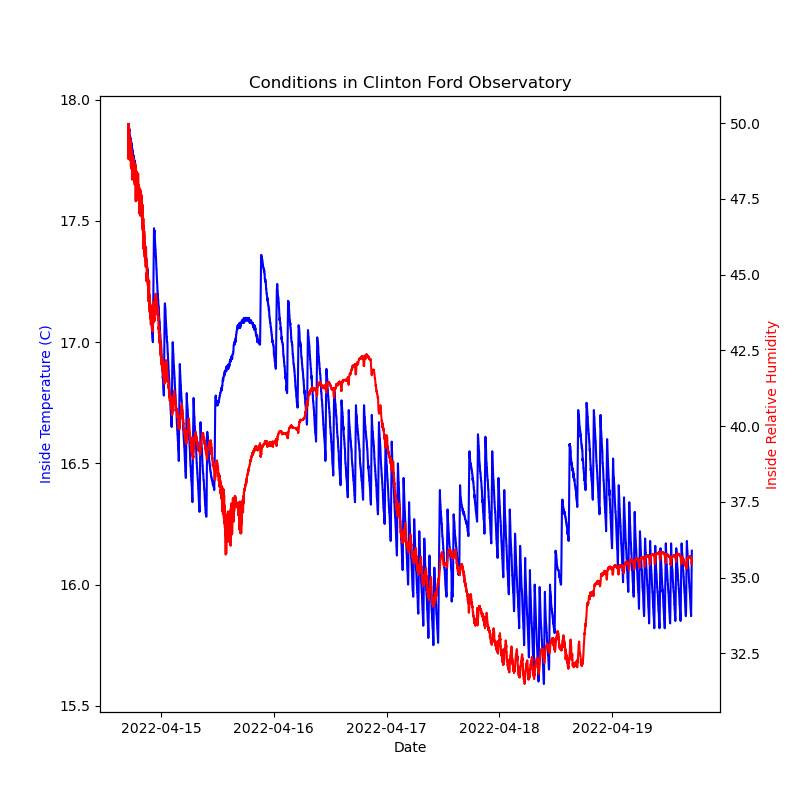 Conditions in Clinton Ford Observatory
18.0
17.5
17.0
16.5
16.0
15.5
Inside Temperature (C)
50.0
47.5
45.0
42.5
40.0
37.5
35.0
32.5
Inside Relative Humidity
2022-04-15 2022-04-16 2022-04-17 2022-04-18 2022-04-19
Date